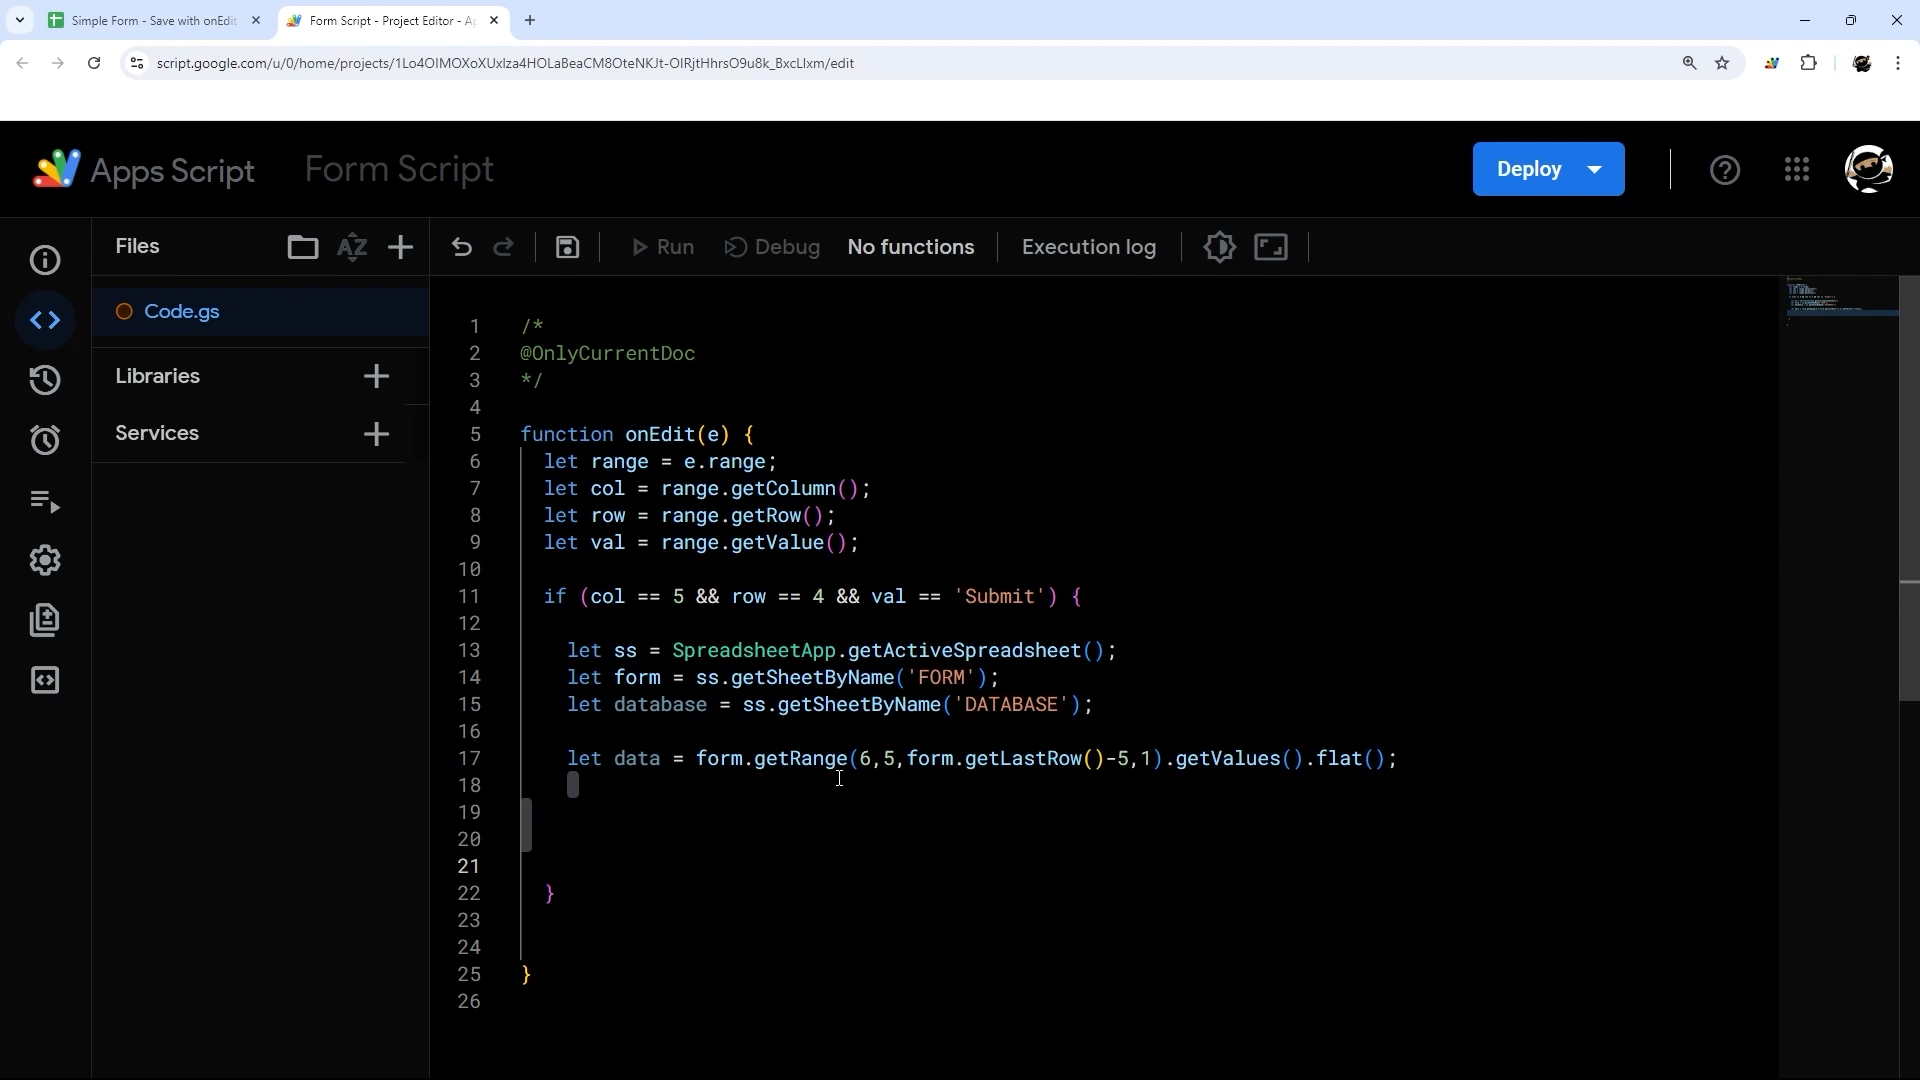 Simple Form - Save with onEdit
Form Script - Project Editor - A
script.google.com/u/0/home/projects/1Lo4OIMOXoXUxlza4HOLaBeaCM8OteNKJt-OIRjtHhrsO9u8k_BxcLlxm/edit
Apps Script
Form Script
Deploy
Files
AZ
Run
Debug
No functions
Execution log
Code.gs
Libraries
Services
1 /*
2 @OnlyCurrentDoc
3 */
4
5 function onEdit(e) {
6 let range = e.range;
7 let col = range.getColumn();
8 let row = range.getRow();
9 let val = range.getValue();
10
11 if (col == 5 && row == 4 && val == 'Submit') {
12
13 let ss = SpreadsheetApp.getActiveSpreadsheet();
14 let form = ss.getSheetByName('FORM');
15 let database = ss.getSheetByName('DATABASE');
16
17 let data = form.getRange(6,5,form.getLastRow()-5,1).getValues().flat();
18
19
20
21
22 }
23
24
25 }
26